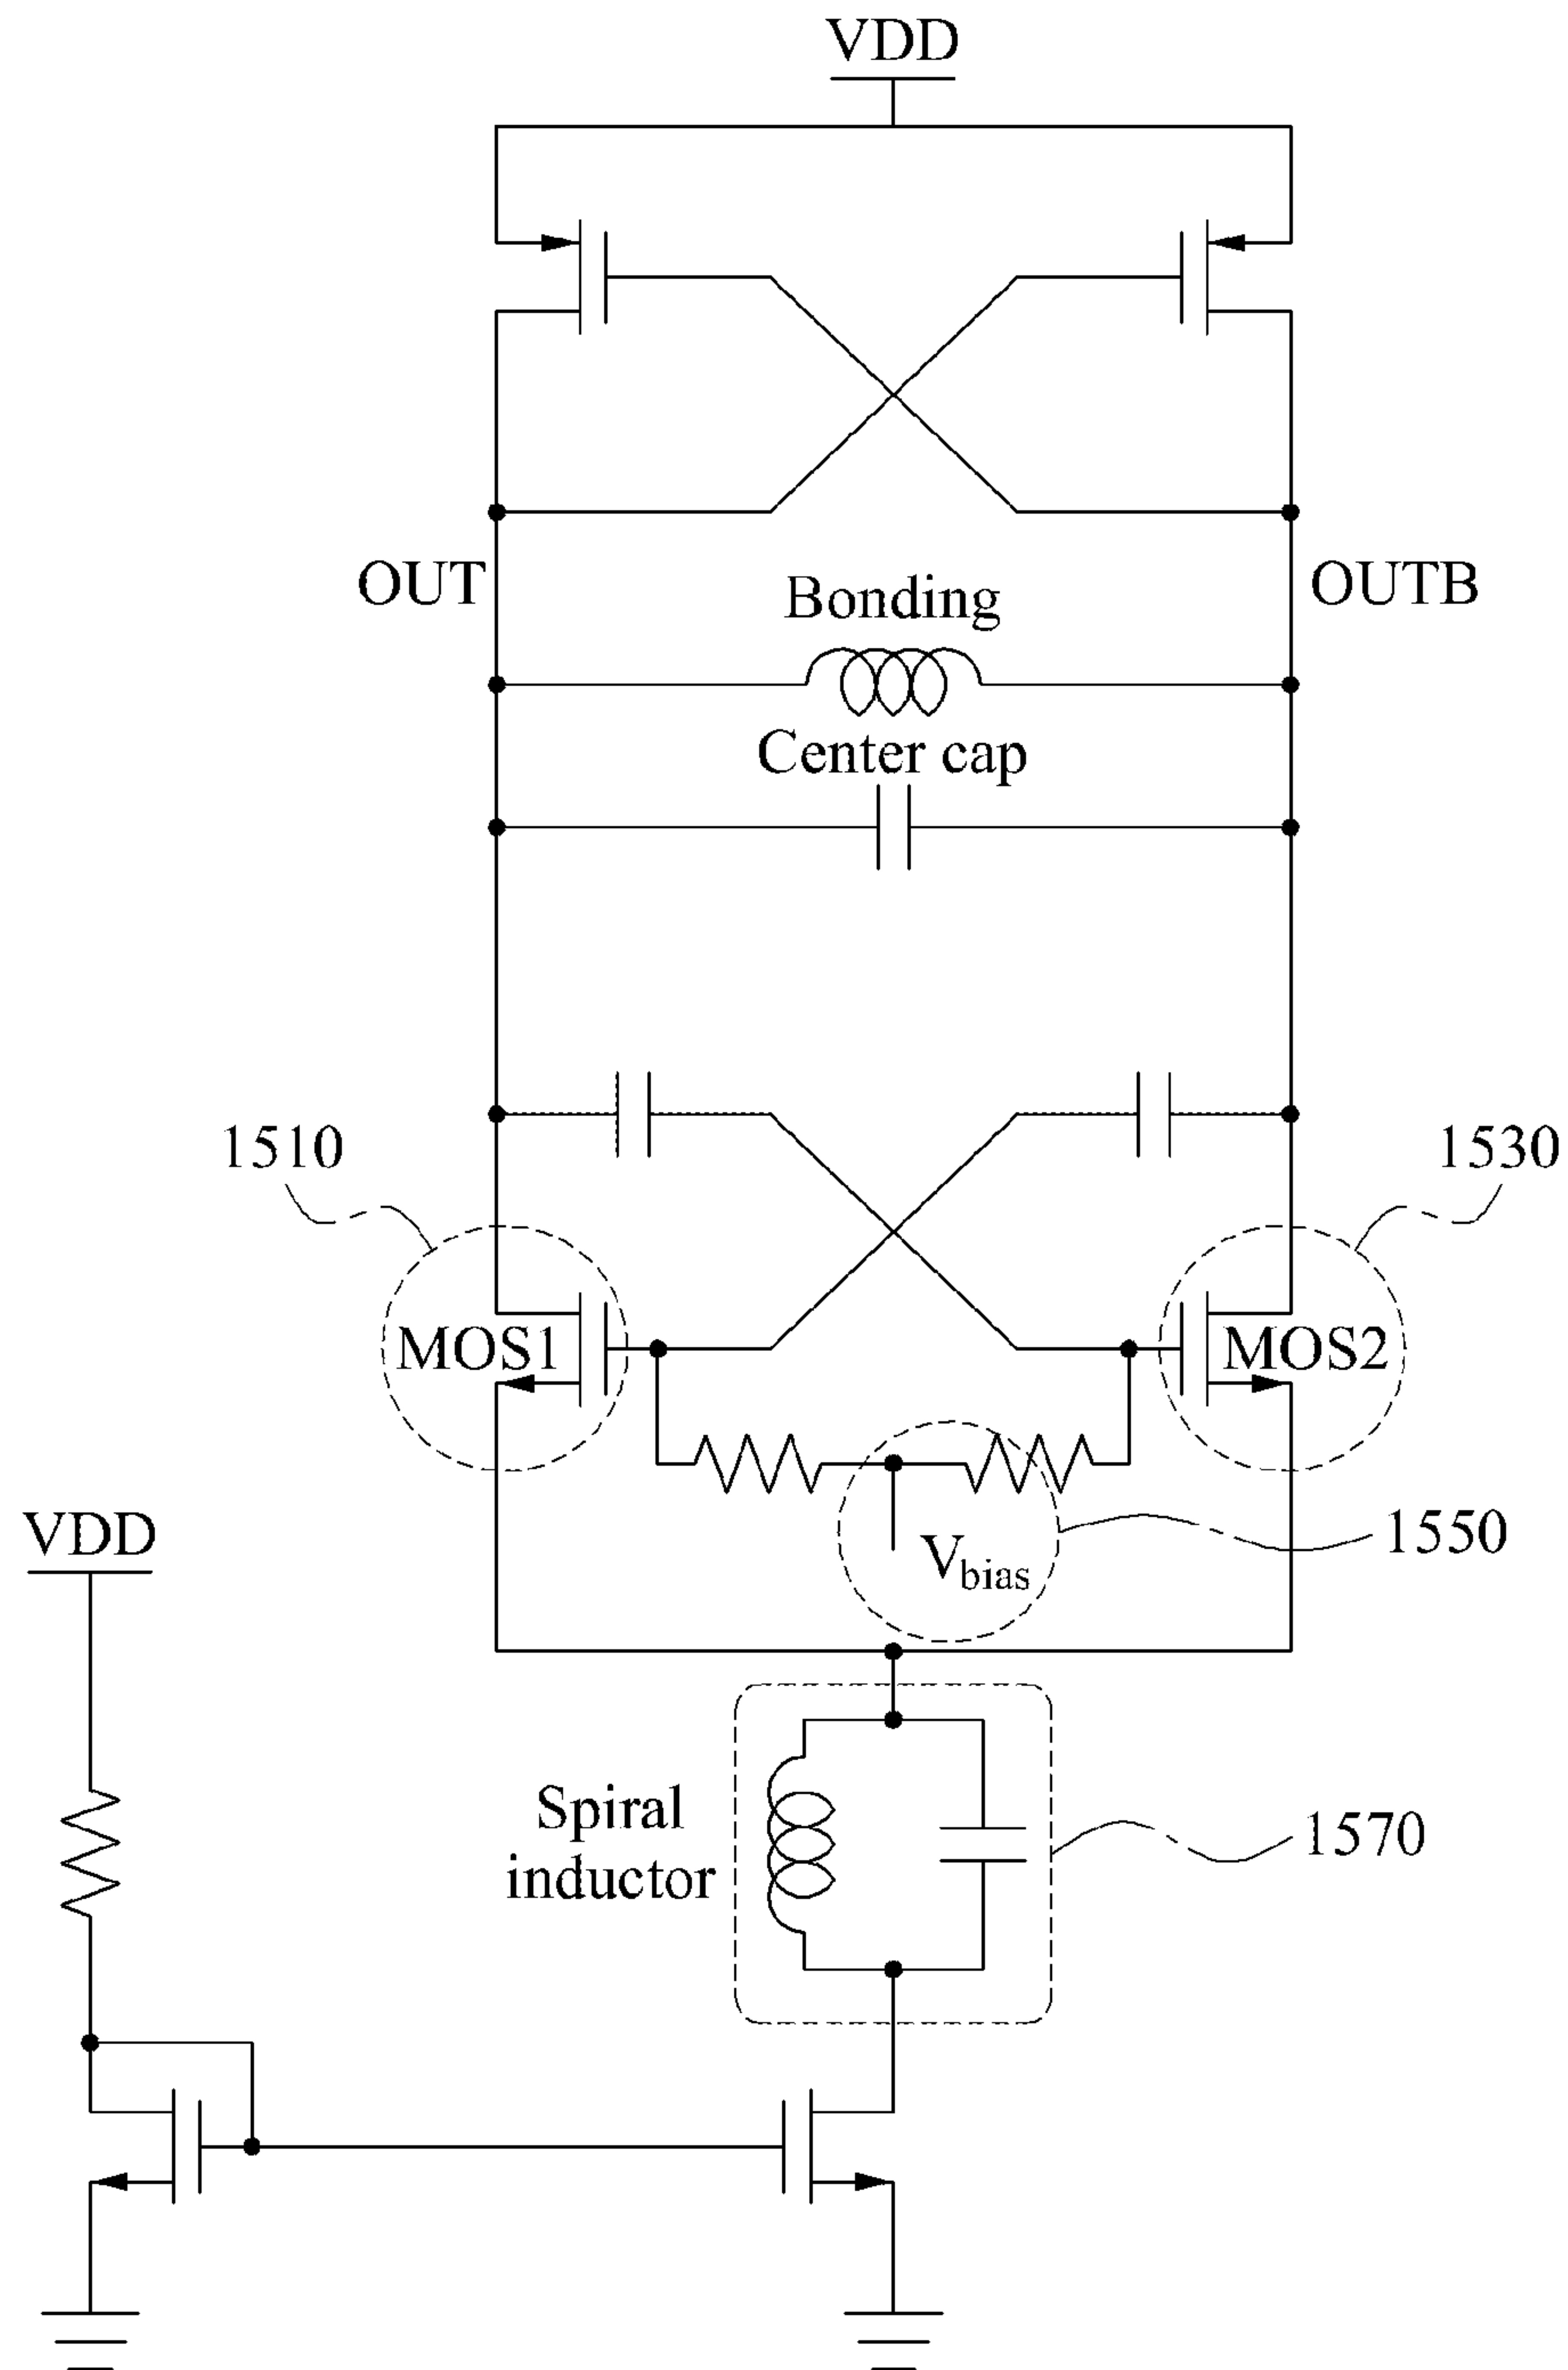 VDD
OUT
OUTB
Bonding
Center cap
1510
1530
MOS1
MOS2
VDD
Vbias
1550
Spiral
inductor
1570